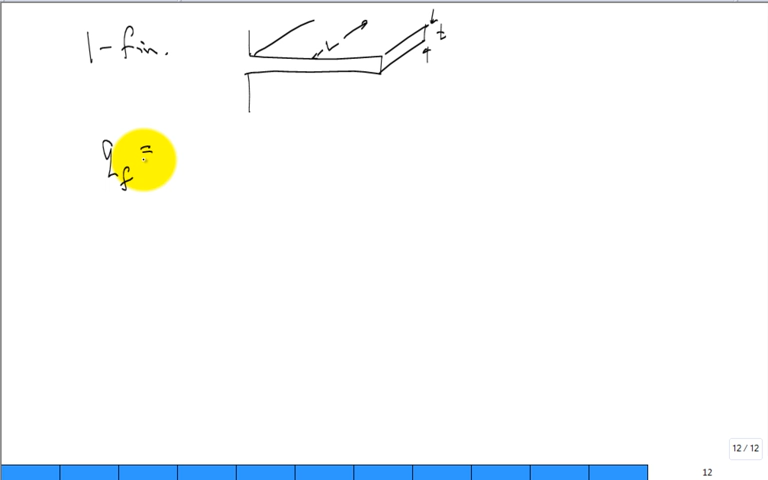 1-fin.
t
q_f =
12 / 12
12